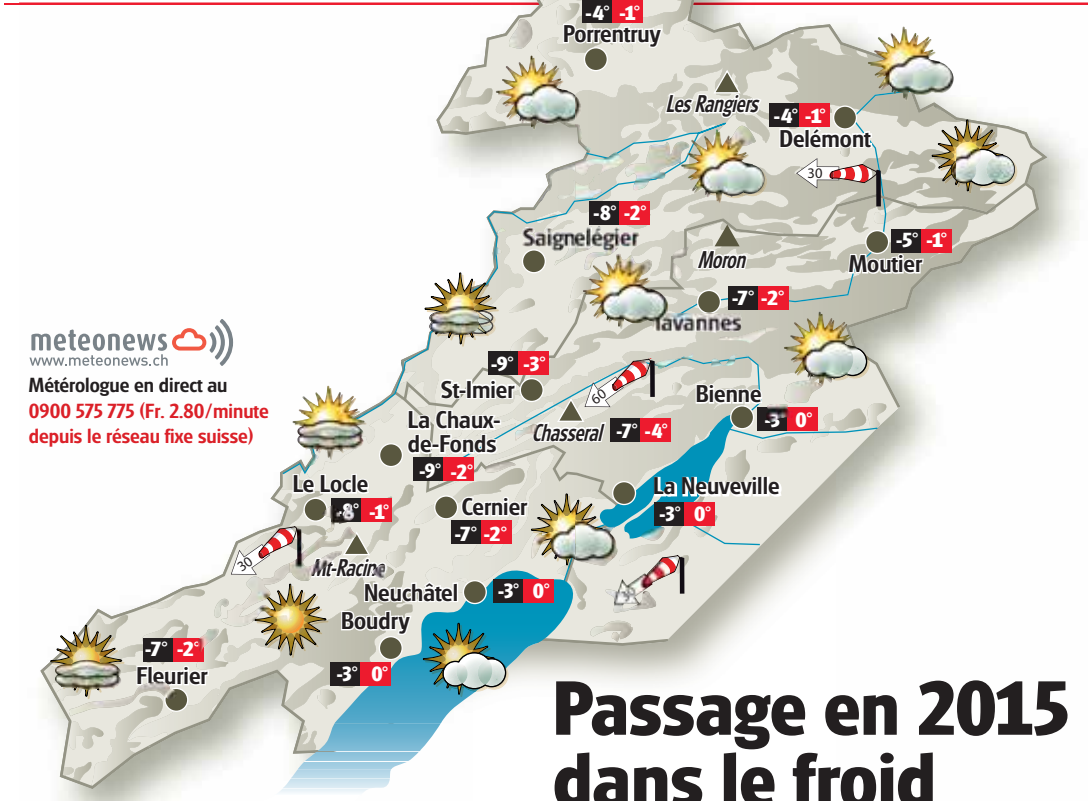 -4° -1°
Porrentruy
Les Rangiers
-4° -1°
Delémont
30
-8° -2°
Saignelégier
Moron
-5° -1°
Moutier
-7° -2°
Tavannes
meteonews
www.meteonews.ch
Météorologue en direct au
0900 575 775 (Fr. 2.80/minute
depuis le réseau fixe suisse)
-9° -3°
St-Imier
60
Chasseral -7° -4°
Bienne
-3° 0°
La Chaux-
de-Fonds
-9° -2°
Le Locle
-8° -1°
Cernier
-7° -2°
La Neuveville
-3° 0°
30
Mt-Racine
Neuchâtel -3° 0°
Boudry
-3° 0°
-7° -2°
Fleurier
Passage en 2015
dans le froid